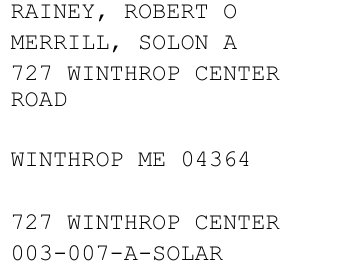 RAINEY, ROBERT O
MERRILL, SOLON A
727 WINTHROP CENTER
ROAD
WINTHROP ME 04364
727 WINTHROP CENTER
003-007-A-SOLAR